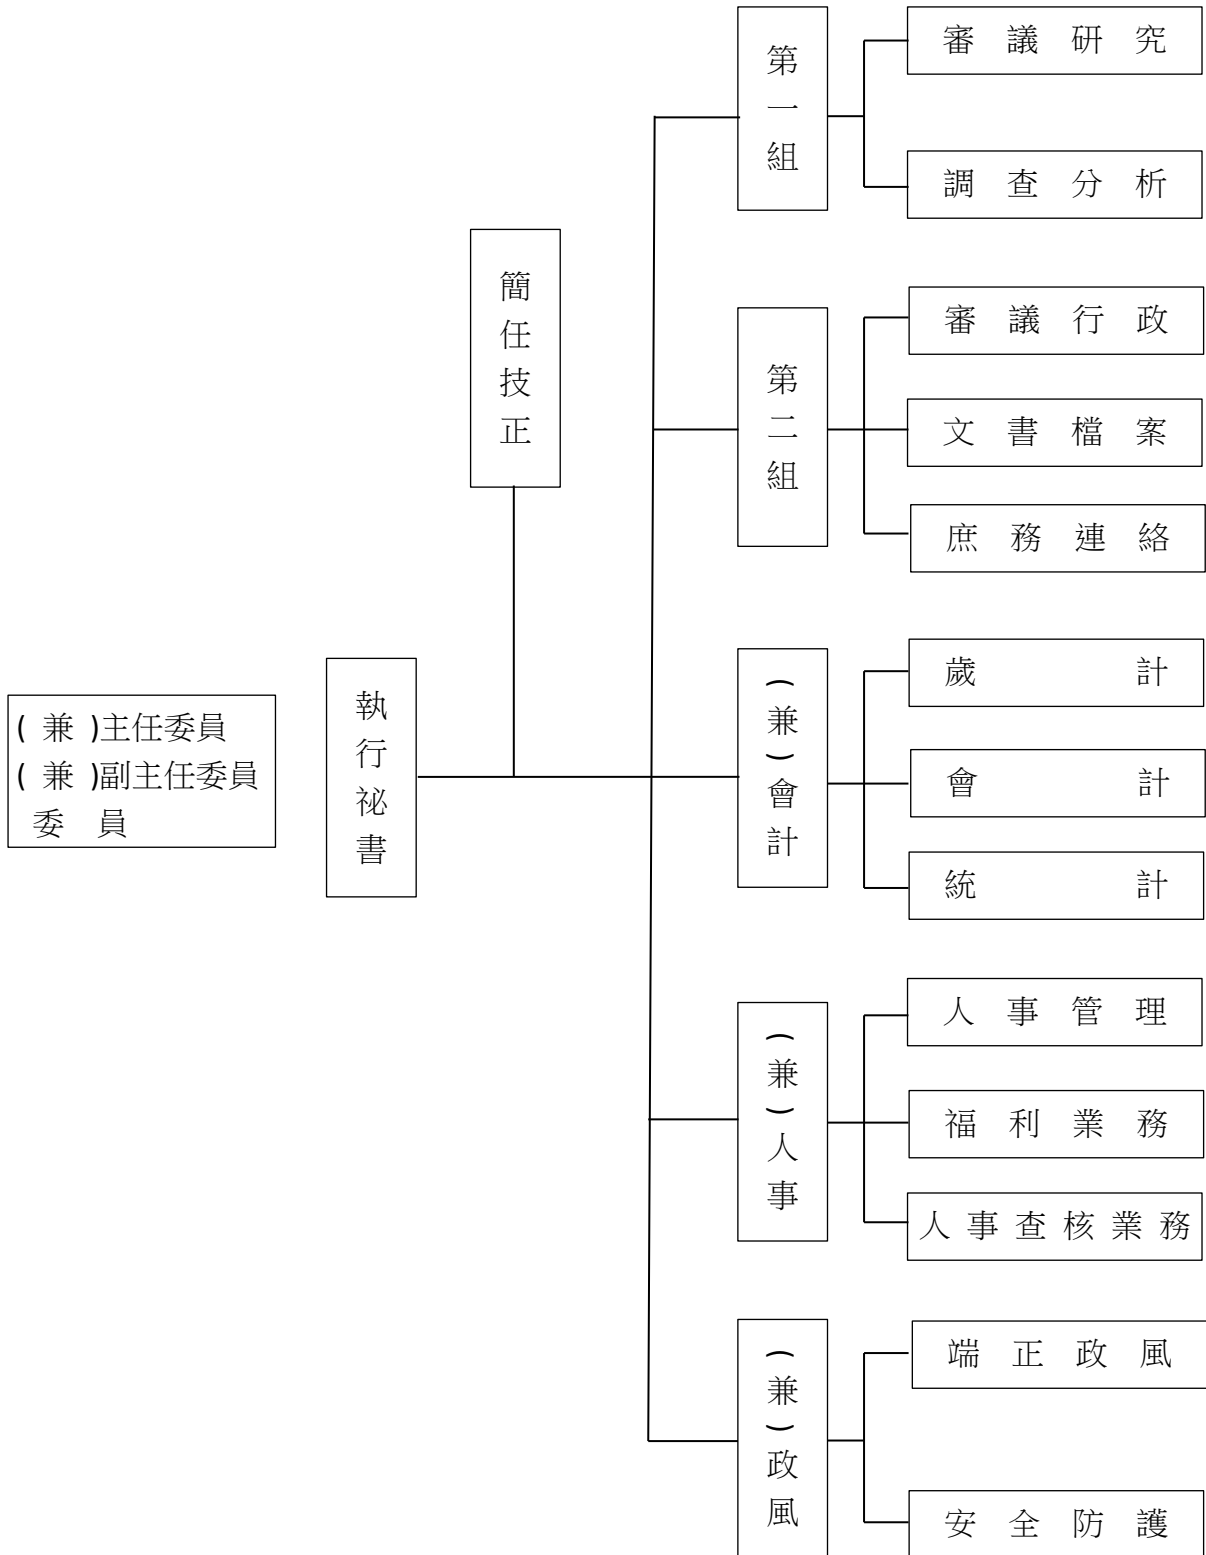 (兼)主任委員
(兼)副主任委員
委員
執行祕書
簡任技正
第一組
審議研究
調查分析
第二組
審議行政
文書檔案
庶務連絡
(兼)會計
歲計
會計
統計
(兼)人事
人事管理
福利業務
人事查核業務
(兼)政風
端正政風
安全防護